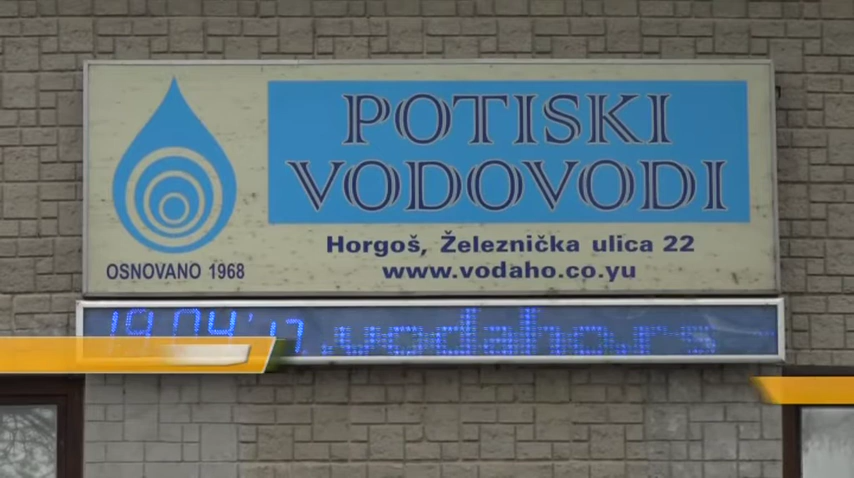 POTISKI
VODOVODI
Horgoš, Železnička ulica 22
www.vodaho.co.yu
OSNOVANO 1968
.vodaho.rs